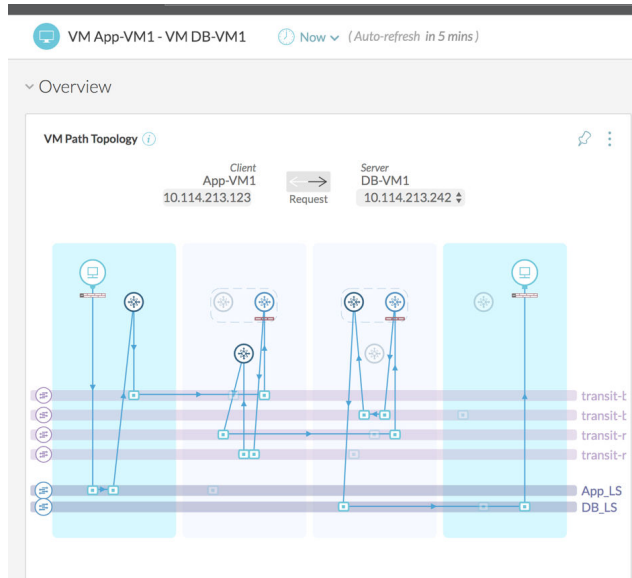 VM App-VM1 - VM DB-VM1 Now (Auto-refresh in 5 mins)
Overview
VM Path Topology
Client
App-VM1
10.114.213.123
Request
Server
DB-VM1
10.114.213.242
transit-b
transit-b
transit-r
transit-r
App_LS
DB_LS